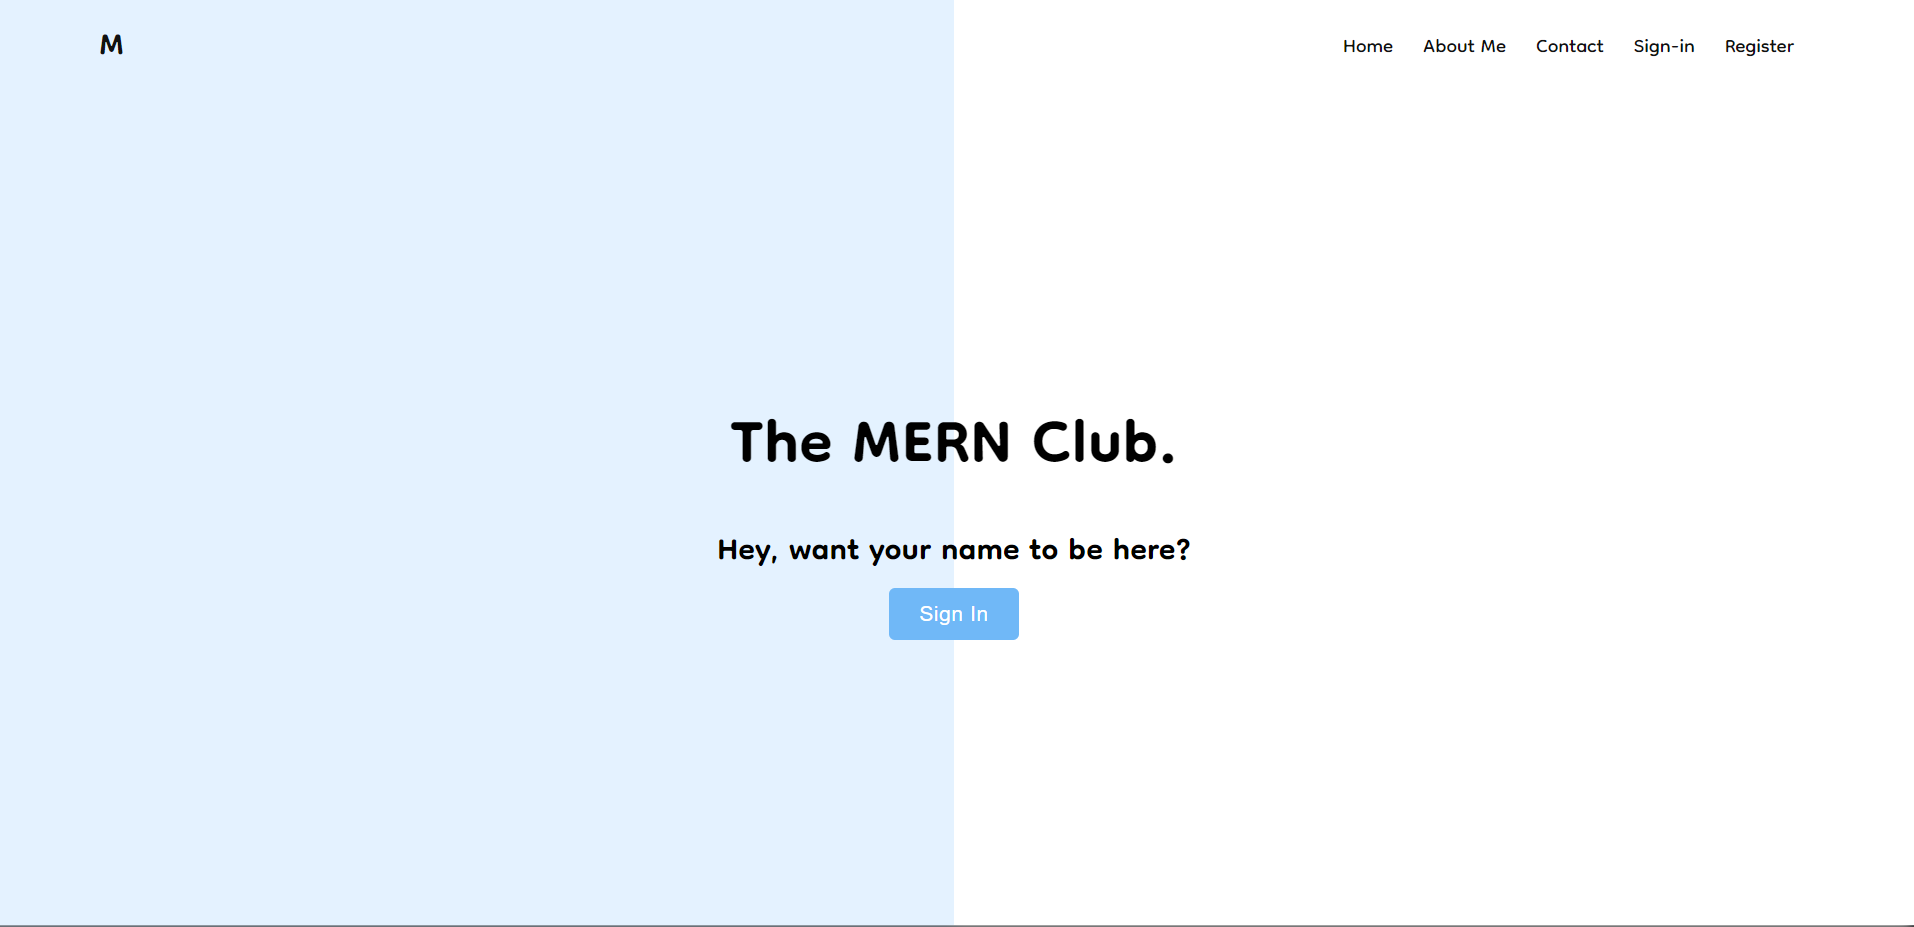 M
Home About Me Contact Sign-in Register
The MERN Club.
Hey, want your name to be here?
Sign In